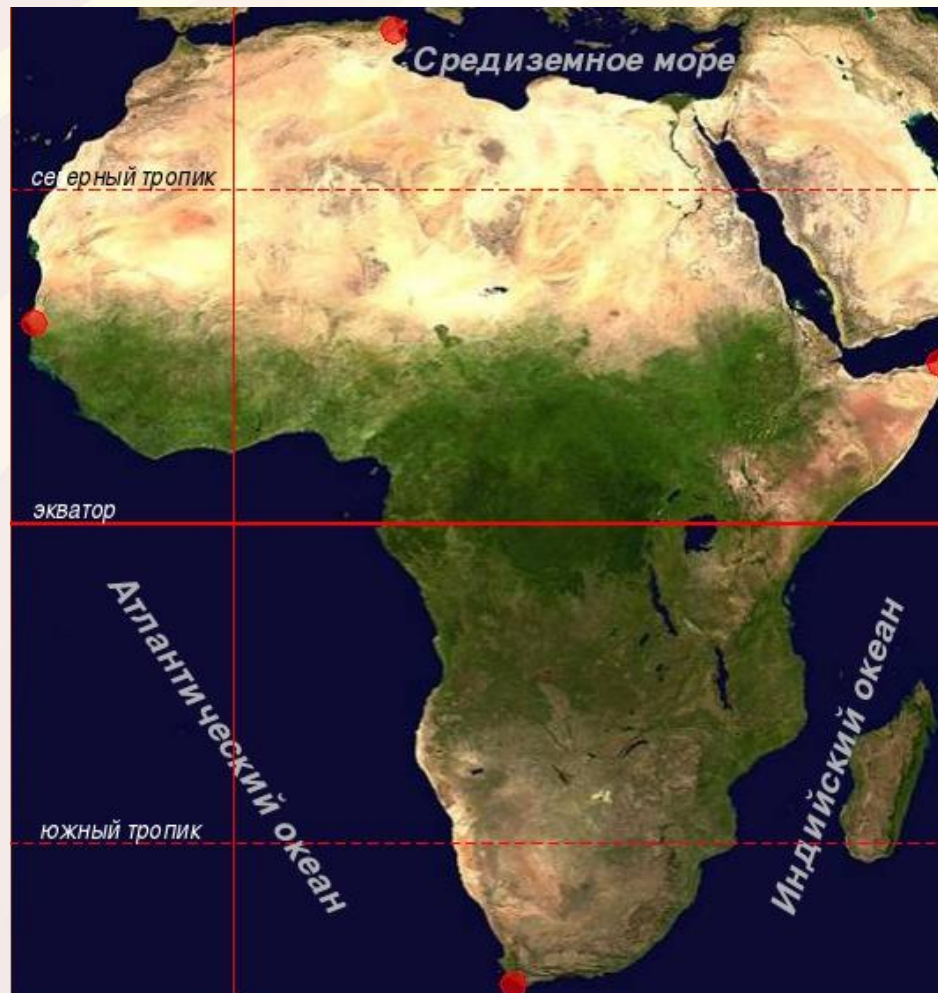 Средиземное море
северный тропик
экватор
Атлантический океан
Индийский океан
южный тропик